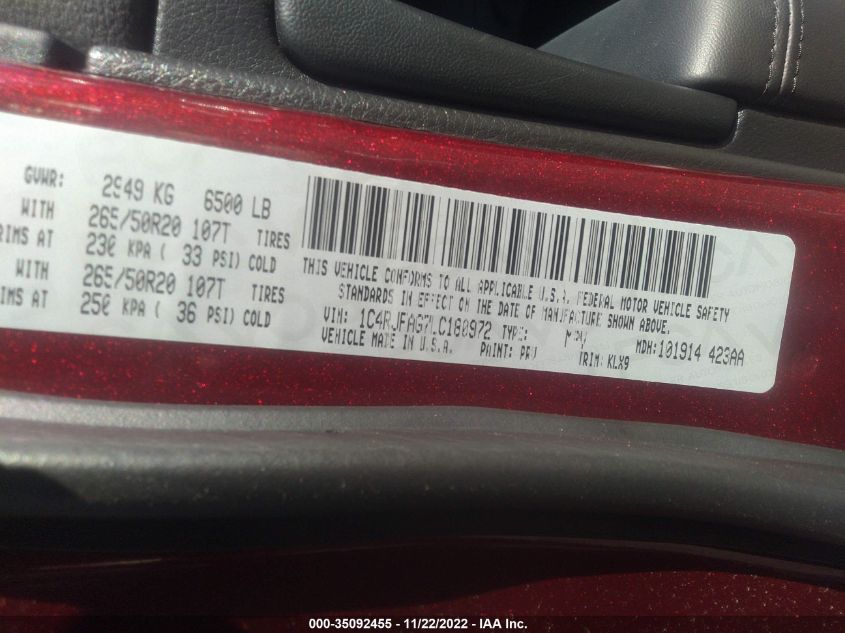 GVWR: 2949 KG 6500 LB
WITH 265/50R20 107T TIRES
RIMS AT 230 KPA ( 33 PSI) COLD
WITH 265/50R20 107T TIRES
IMS AT 250 KPA ( 36 PSI) COLD
THIS VEHICLE CONFORMS TO ALL APPLICABLE U.S.A. FEDERAL MOTOR VEHICLE SAFETY
STANDARDS IN EFFECT ON THE DATE OF MANUFACTURE SHOWN ABOVE.
VIN: 1C4RJFAG7LC180972 TYPE: MPV MDH:101914 423AA
VEHICLE MADE IN U.S.A. PAINT: PRV TRIM: KLX9
000-35092455 - 11/22/2022 - IAA Inc.